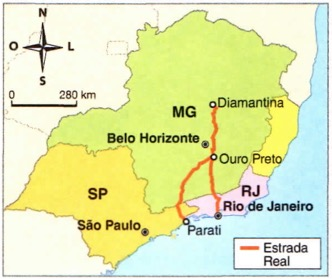 N
O
L
S
0
280 km
MG
Diamantina
Belo Horizonte
Ouro Preto
SP
RJ
São Paulo
Rio de Janeiro
Parati
Estrada
Real